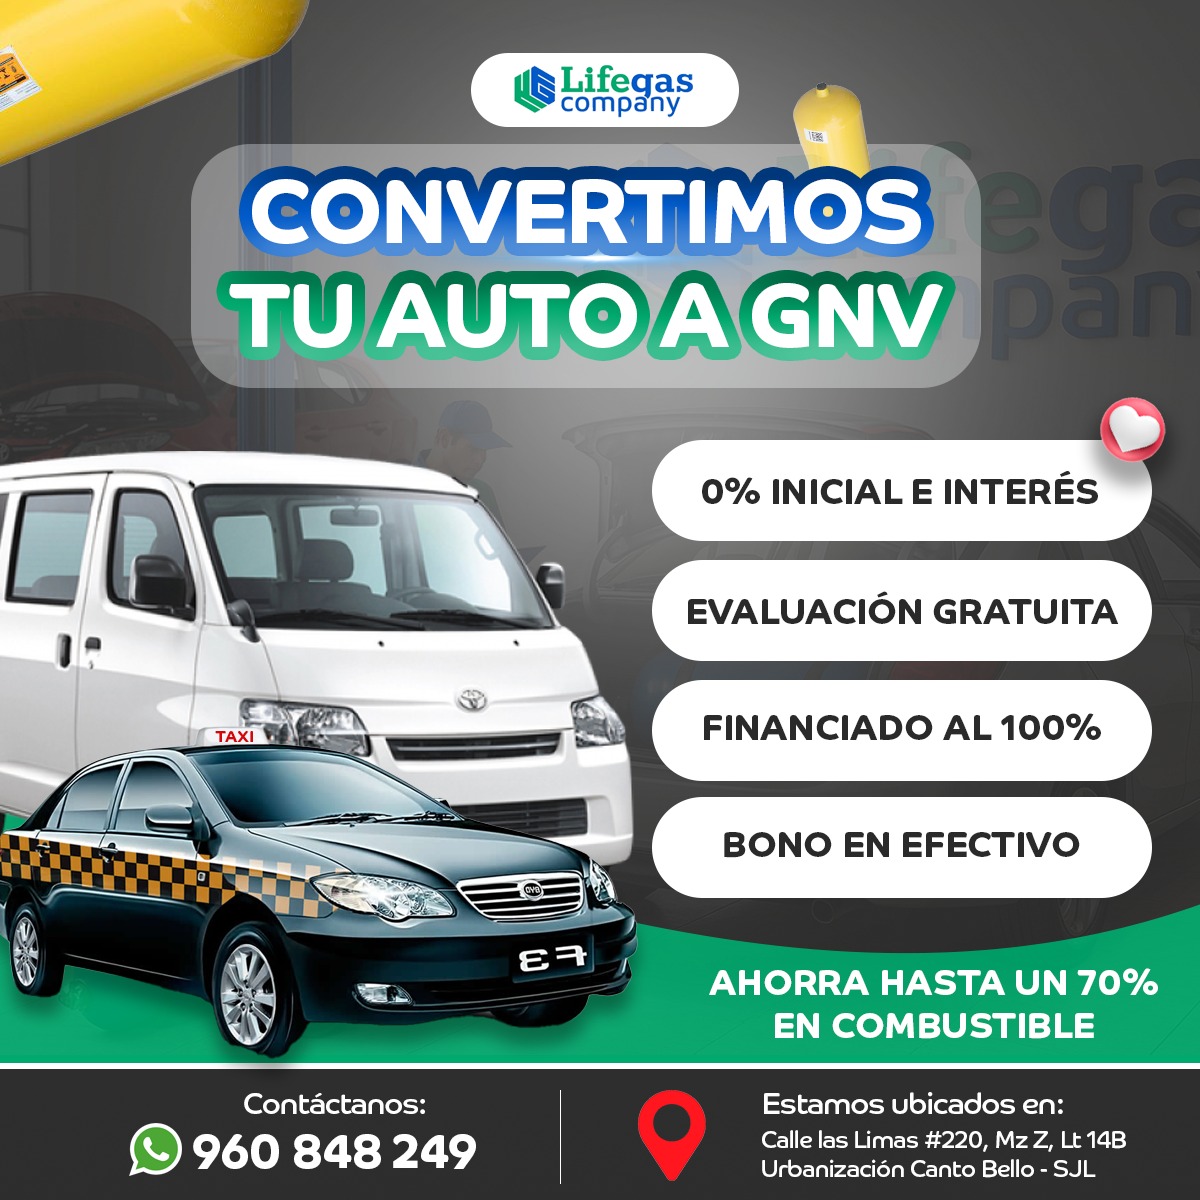 Lifegas
company
CONVERTIMOS
TU AUTO A GNV
0% INICIAL E INTERÉS
EVALUACIÓN GRATUITA
FINANCIADO AL 100%
BONO EN EFECTIVO
TAXI
AHORRA HASTA UN 70%
EN COMBUSTIBLE
Contáctanos:
960 848 249
Estamos ubicados en:
Calle las Limas #220, Mz Z, Lt 14B
Urbanización Canto Bello - SJL